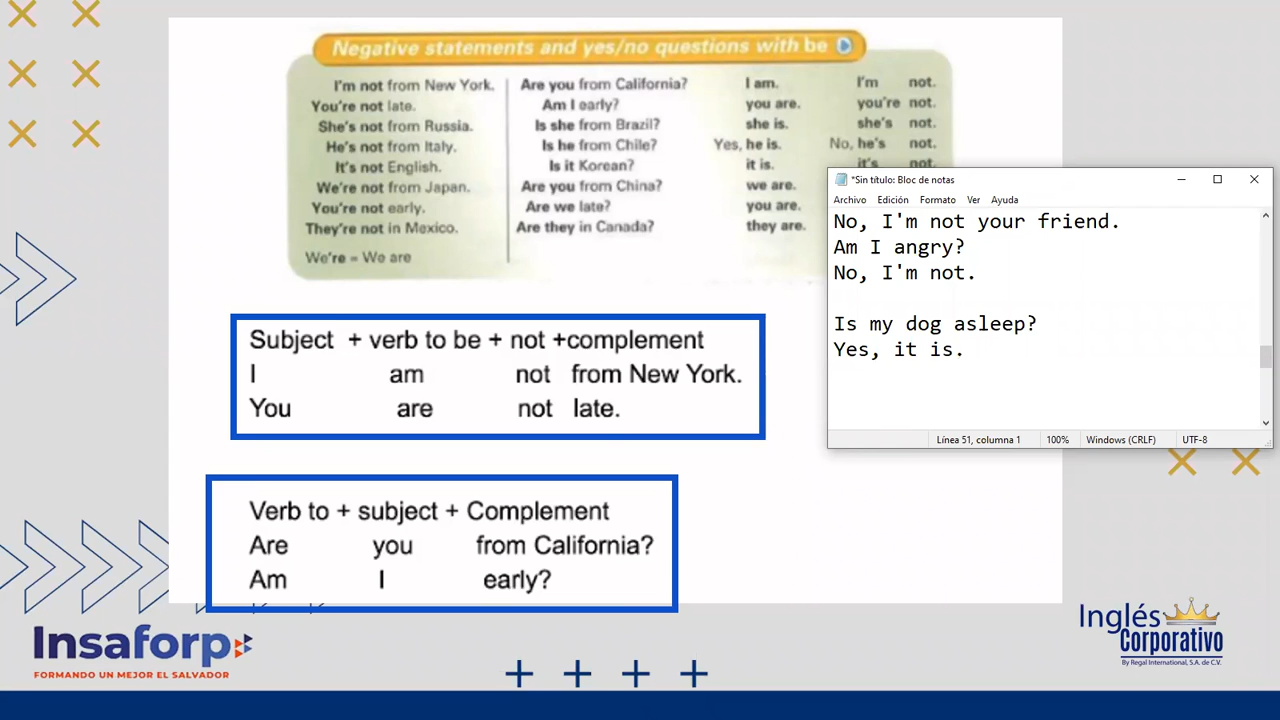 Negative statements and yes/no questions with be
I'm not from New York.
You're not late.
She's not from Russia.
He's not from Italy.
It's not English.
We're not from Japan.
You're not early.
They're not in Mexico.
We're = We are
Are you from California?
Am I early?
Is she from Brazil?
Is he from Chile?
Is it Korean?
Are you from China?
Are we late?
Are they in Canada?
I am.
you are.
she is.
Yes, he is.
it is.
we are.
you are.
they are.
I'm not.
you're not.
she's not.
No, he's not.
it's not.
*Sin título: Bloc de notas
Archivo Edición Formato Ver Ayuda
No, I'm not your friend.
Am I angry?
No, I'm not.
Is my dog asleep?
Yes, it is.
Línea 51, columna 1 100% Windows (CRLF) UTF-8
Subject + verb to be + not +complement
I am not from New York.
You are not late.
Verb to + subject + Complement
Are you from California?
Am I early?
Insaforp
FORMANDO UN MEJOR EL SALVADOR
Inglés
Corporativo
By Regal International, S.A. de C.V.